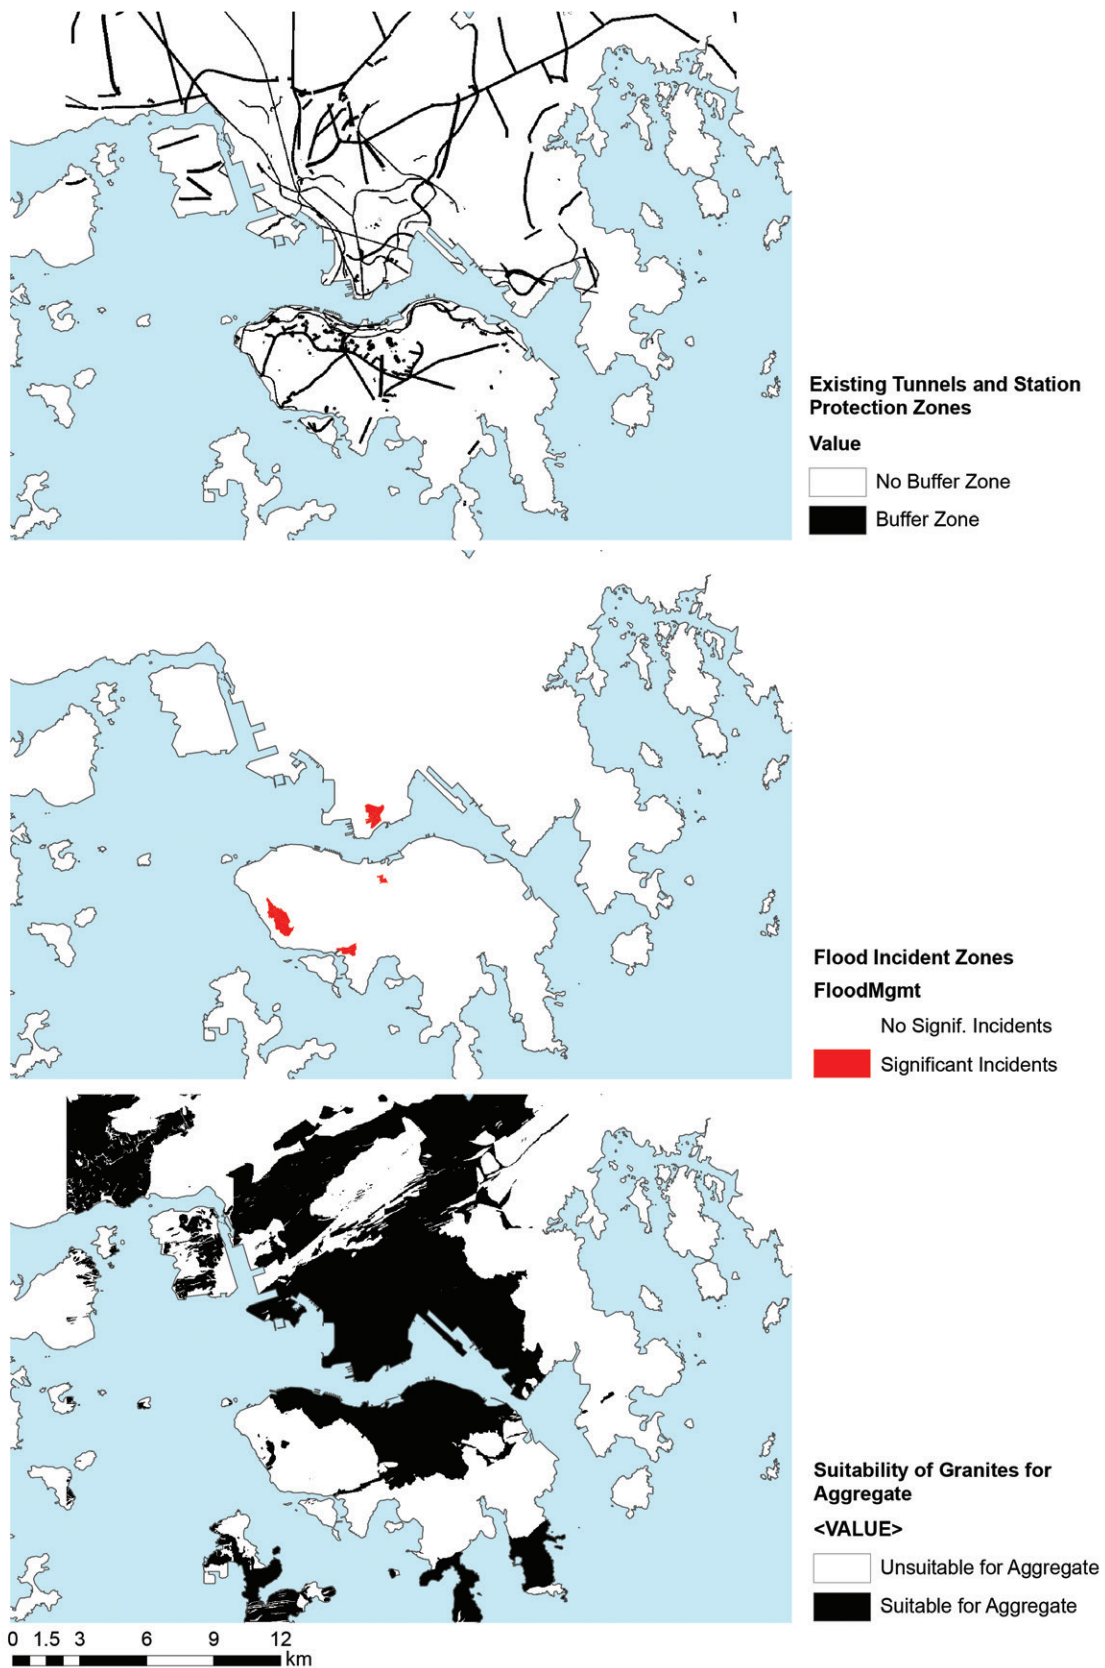 Existing Tunnels and Station
Protection Zones
Value
No Buffer Zone
Buffer Zone
Flood Incident Zones
FloodMgmt
No Signif. Incidents
Significant Incidents
Suitability of Granites for
Aggregate
<VALUE>
Unsuitable for Aggregate
Suitable for Aggregate
0 1.5 3 6 9 12
km